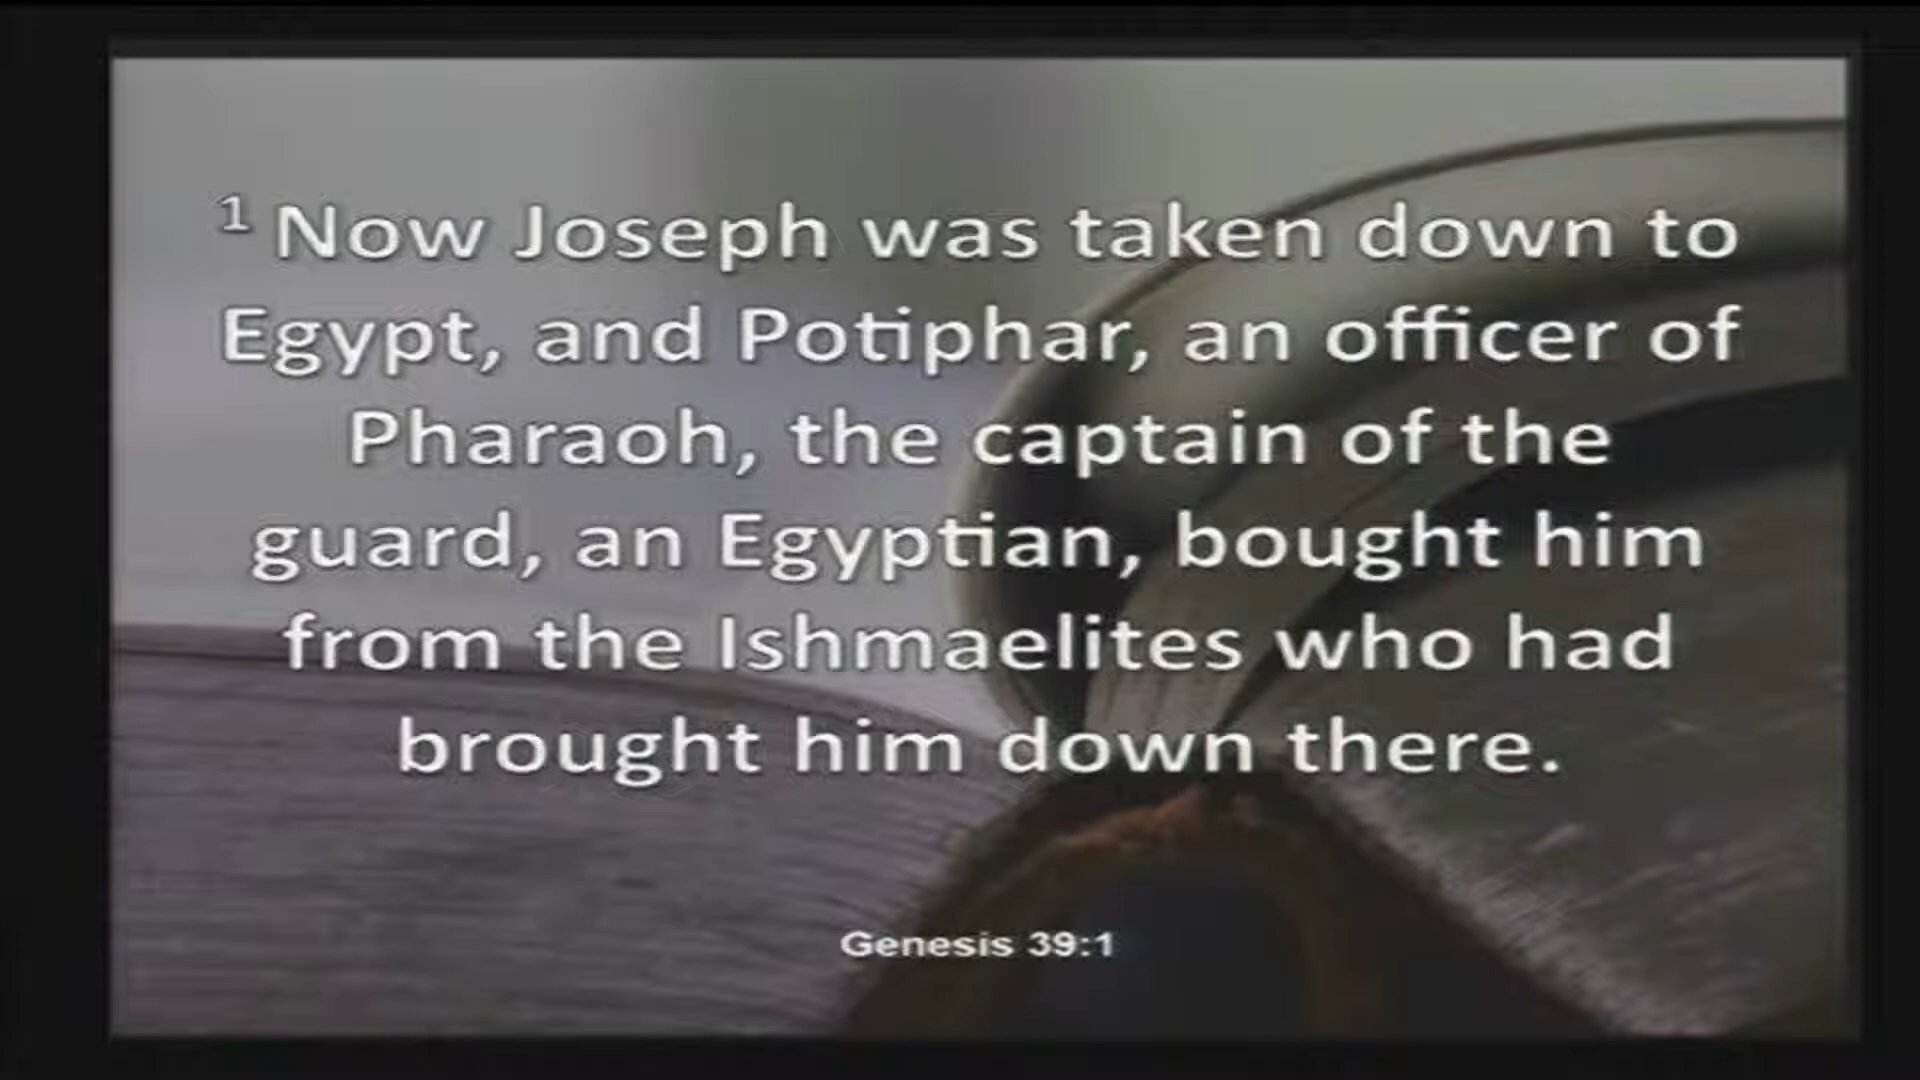 1 Now Joseph was taken down to
Egypt, and Potiphar, an officer of
Pharaoh, the captain of the
guard, an Egyptian, bought him
from the Ishmaelites who had
brought him down there.
Genesis 39:1